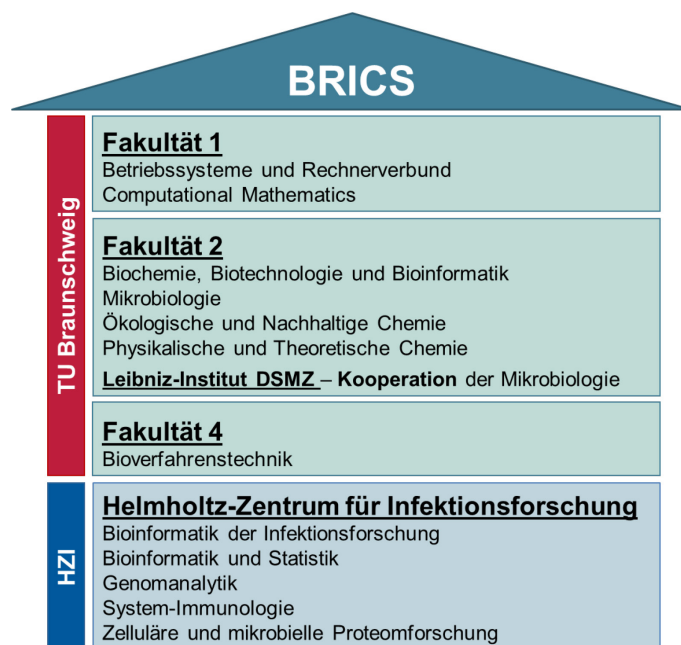 BRICS
TU Braunschweig
Fakultät 1
Betriebssysteme und Rechnerverbund
Computational Mathematics
Fakultät 2
Biochemie, Biotechnologie und Bioinformatik
Mikrobiologie
Ökologische und Nachhaltige Chemie
Physikalische und Theoretische Chemie
Leibniz-Institut DSMZ – Kooperation der Mikrobiologie
Fakultät 4
Bioverfahrenstechnik
HZI
Helmholtz-Zentrum für Infektionsforschung
Bioinformatik der Infektionsforschung
Bioinformatik und Statistik
Genomanalytik
System-Immunologie
Zelluläre und mikrobielle Proteomforschung